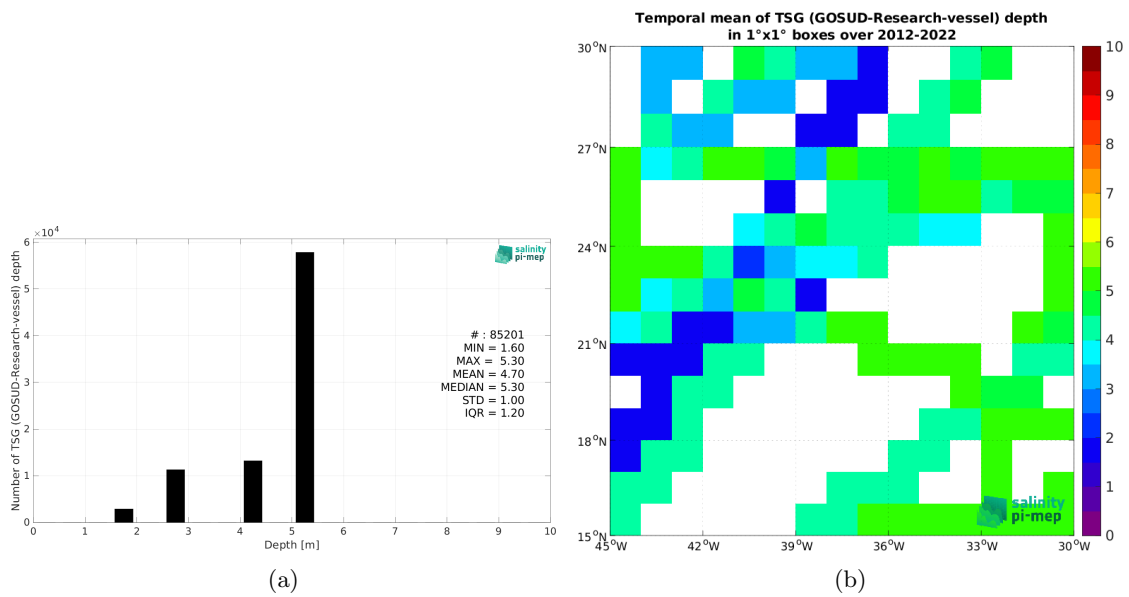 Temporal mean of TSG (GOSUD-Research-vessel) depth
in 1°x1° boxes over 2012-2022
×10⁴
6
5
4
3
2
1
0
Number of TSG (GOSUD-Research-vessel) depth
salinity
pi-mep
# : 85201
MIN = 1.60
MAX = 5.30
MEAN = 4.70
MEDIAN = 5.30
STD = 1.00
IQR = 1.20
0 1 2 3 4 5 6 7 8 9 10
Depth [m]
(a)
30°N
27°N
24°N
21°N
18°N
15°N
45°W 42°W 39°W 36°W 33°W 30°W
salinity
pi-mep
10
9
8
7
6
5
4
3
2
1
0
(b)